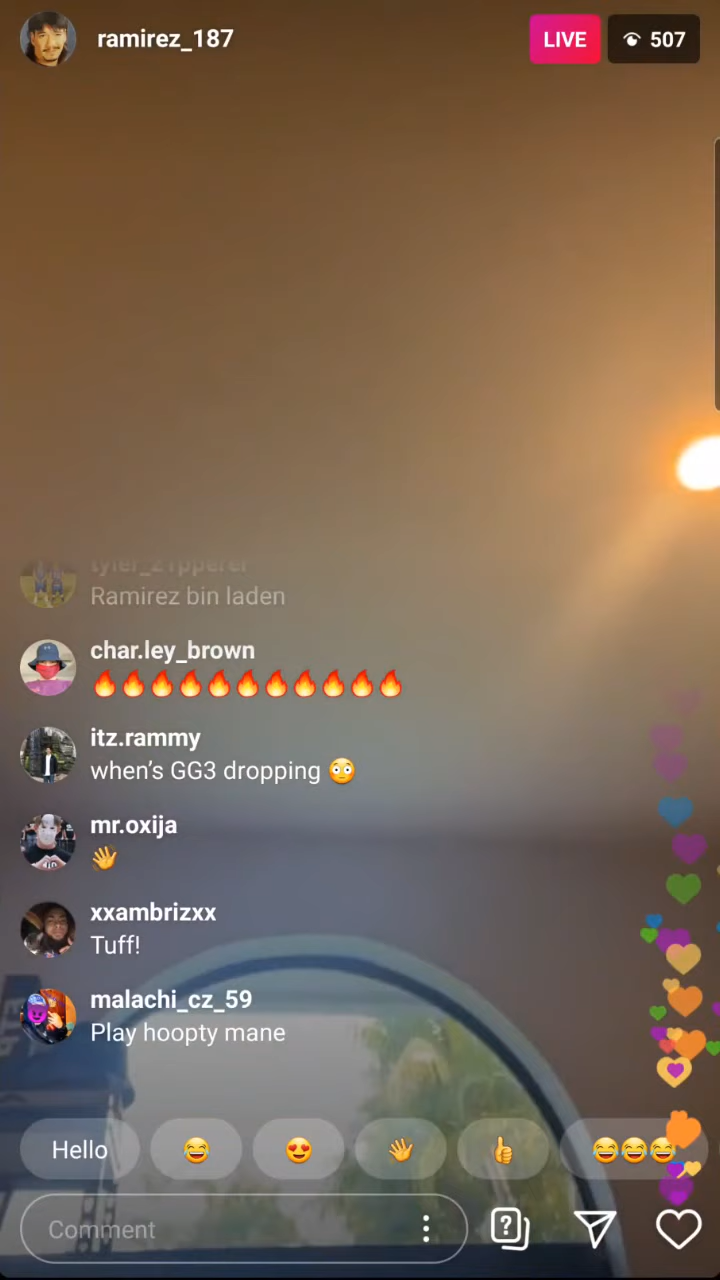 ramirez_187
LIVE
507
Ramirez bin laden
char.ley_brown
🔥🔥🔥🔥🔥🔥🔥🔥🔥🔥🔥
itz.rammy
when's GG3 dropping 😳
mr.oxija
👋
xxambrizxx
Tuff!
malachi_cz_59
Play hoopty mane
Hello 😂 😍 👋 👍 😂😂😂
Comment